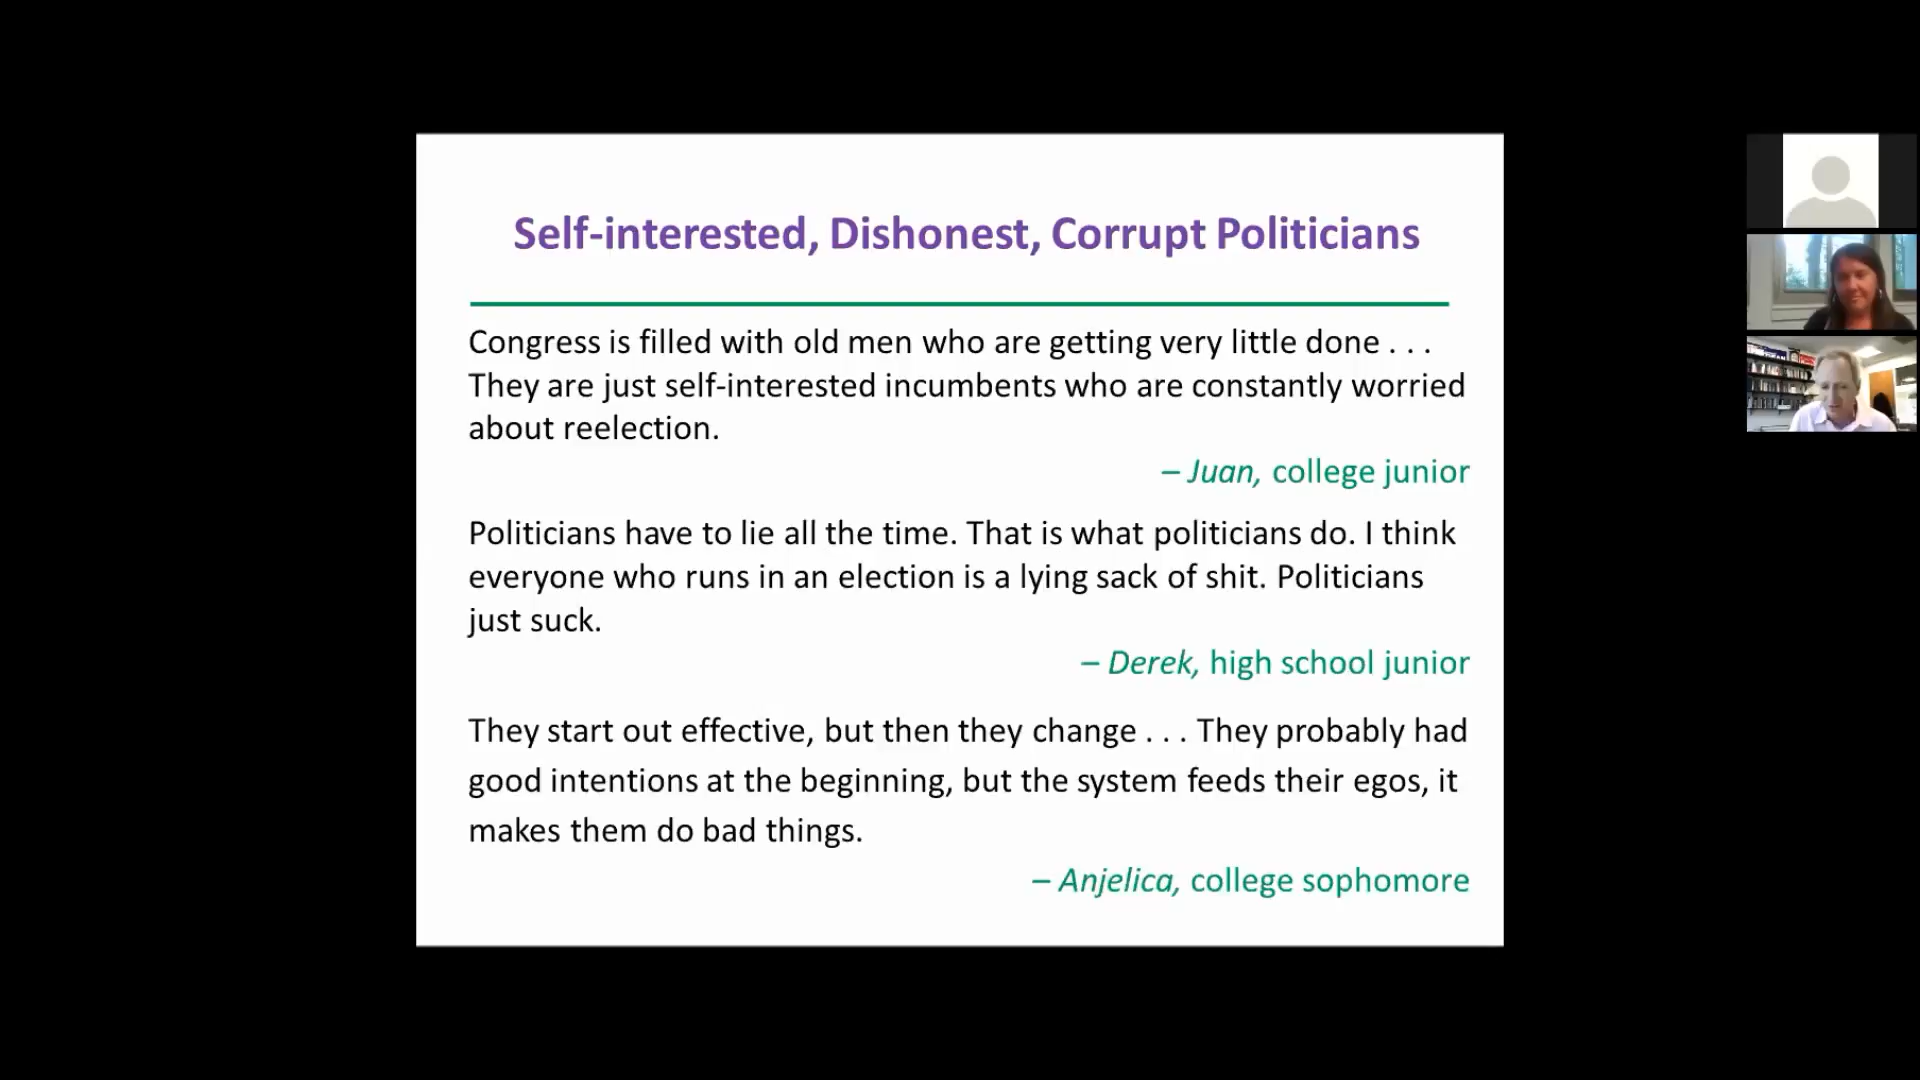 Self-interested, Dishonest, Corrupt Politicians
Congress is filled with old men who are getting very little done . . .
They are just self-interested incumbents who are constantly worried
about reelection.
– Juan, college junior
Politicians have to lie all the time. That is what politicians do. I think
everyone who runs in an election is a lying sack of shit. Politicians
just suck.
– Derek, high school junior
They start out effective, but then they change . . . They probably had
good intentions at the beginning, but the system feeds their egos, it
makes them do bad things.
– Anjelica, college sophomore